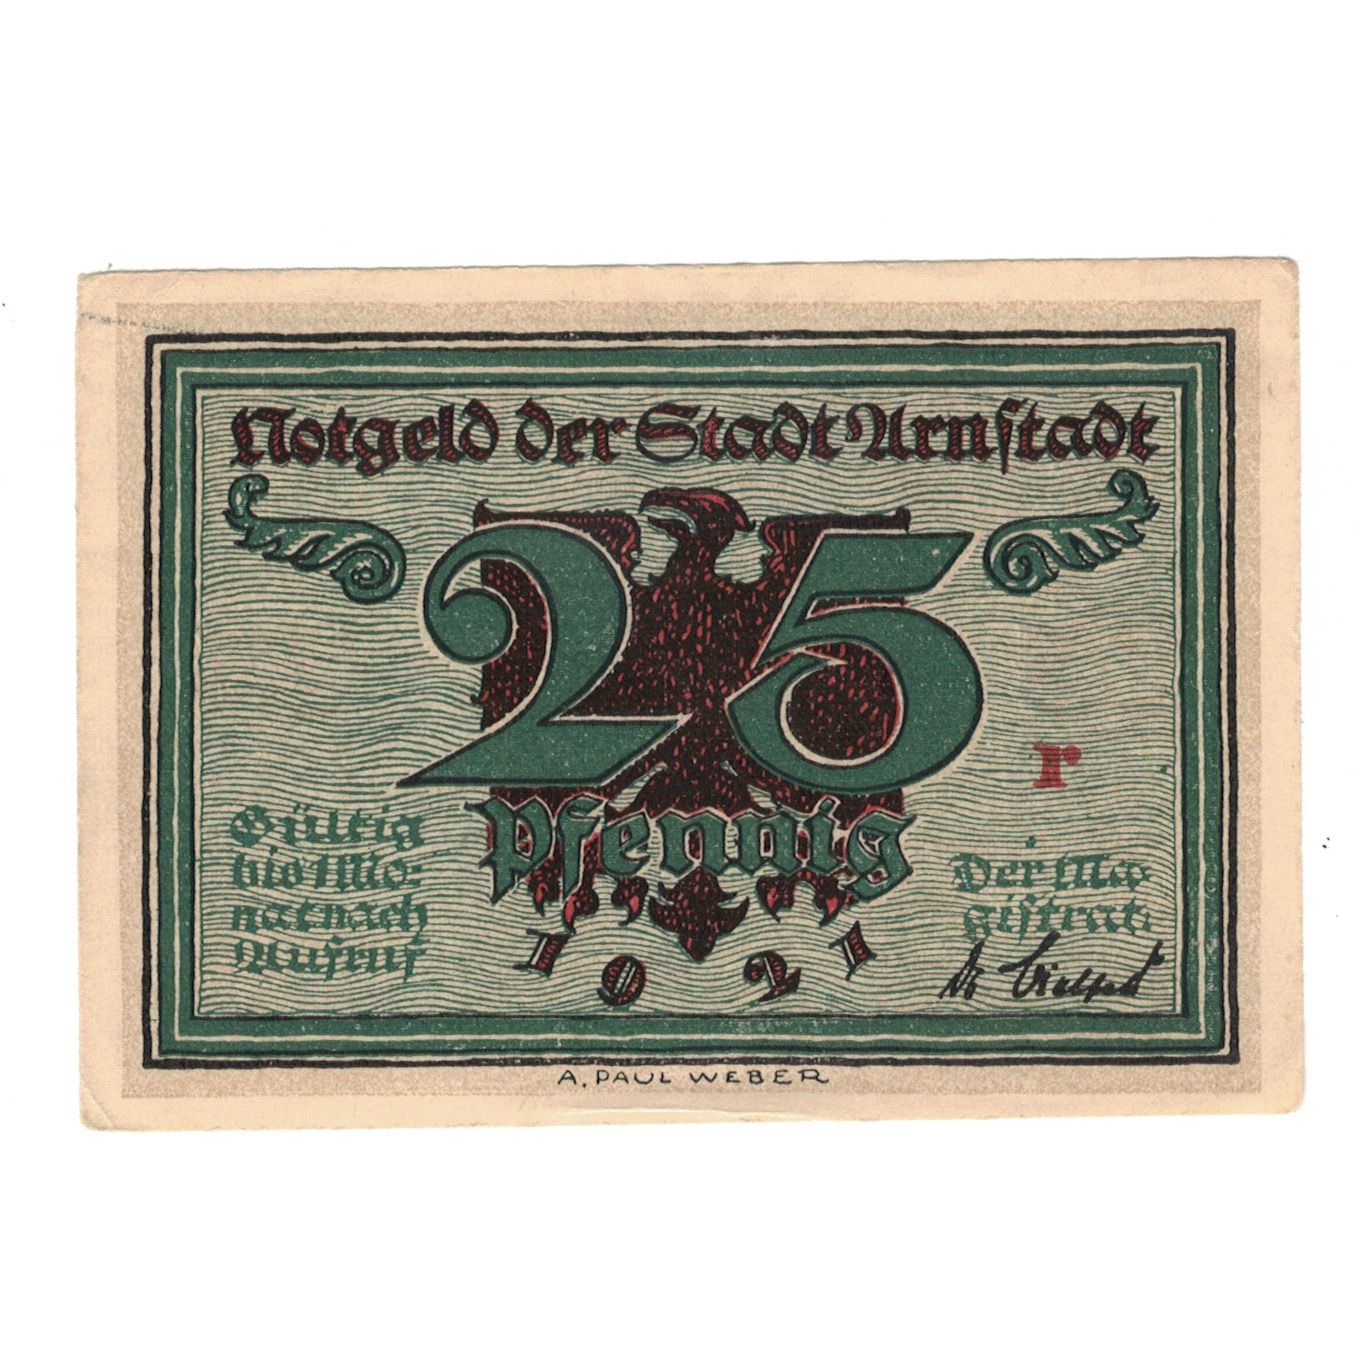 Notgeld der Stadt Arnstadt
25
Pfennig
Gültig
bis 1 Mo-
nat nach
Aufruf
r
Der Ma
gistrat:
1921
A. PAUL WEBER